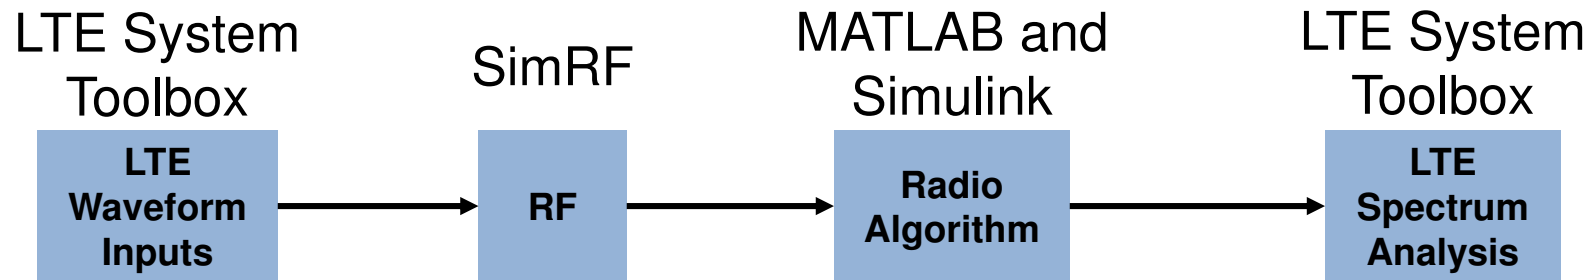 LTE System
Toolbox
SimRF
MATLAB and
Simulink
LTE System
Toolbox
LTE
Waveform
Inputs
RF
Radio
Algorithm
LTE
Spectrum
Analysis